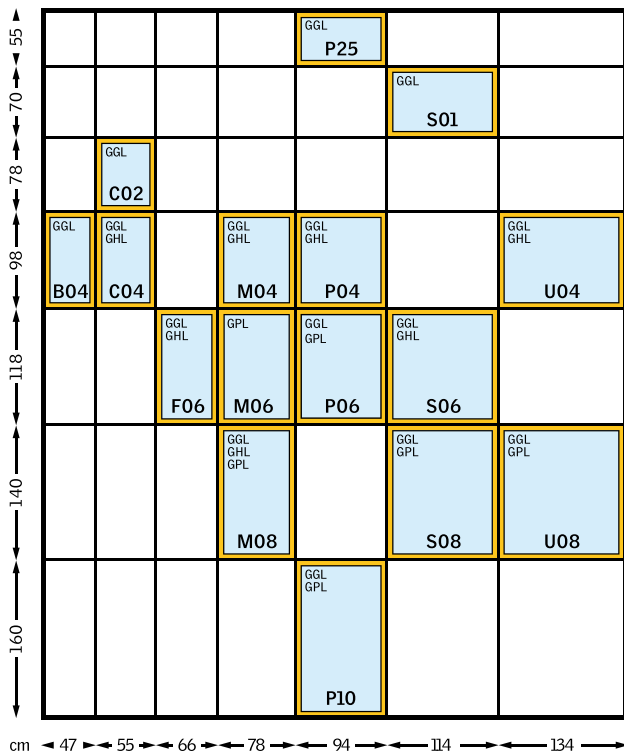 55
GGL
P25
70
GGL
S01
78
GGL
C02
98
GGL
B04
GGL
GHL
C04
GGL
GHL
M04
GGL
GHL
P04
GGL
GHL
U04
118
GGL
GHL
F06
GPL
M06
GGL
GPL
P06
GGL
GHL
S06
140
GGL
GHL
GPL
M08
GGL
GPL
S08
GGL
GPL
U08
160
GGL
GPL
P10
cm 47 55 66 78 94 114 134